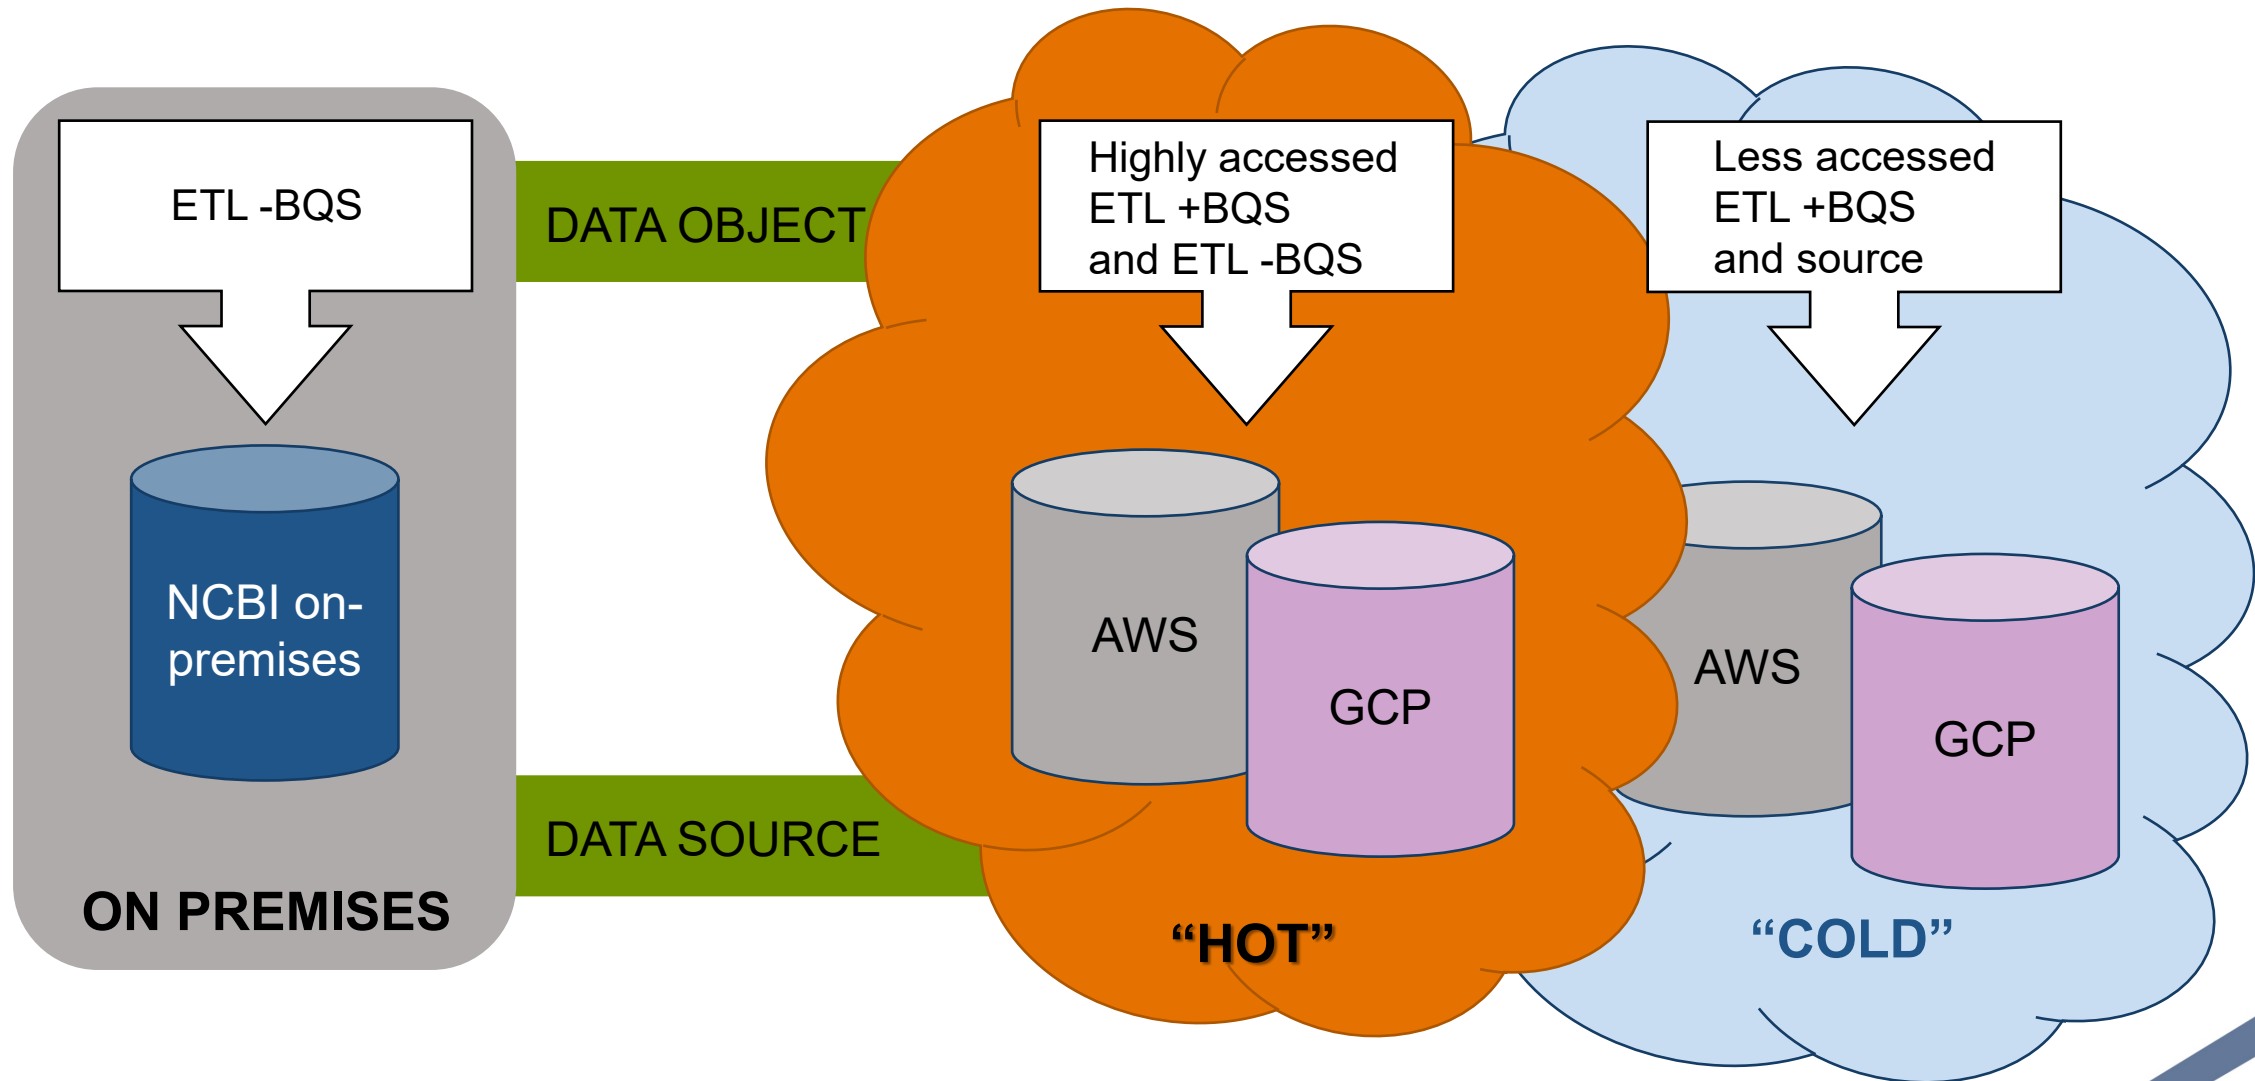 ETL -BQS
NCBI on-
premises
ON PREMISES
DATA OBJECT
DATA SOURCE
Highly accessed
ETL +BQS
and ETL -BQS
AWS
GCP
“HOT”
Less accessed
ETL +BQS
and source
AWS
GCP
“COLD”